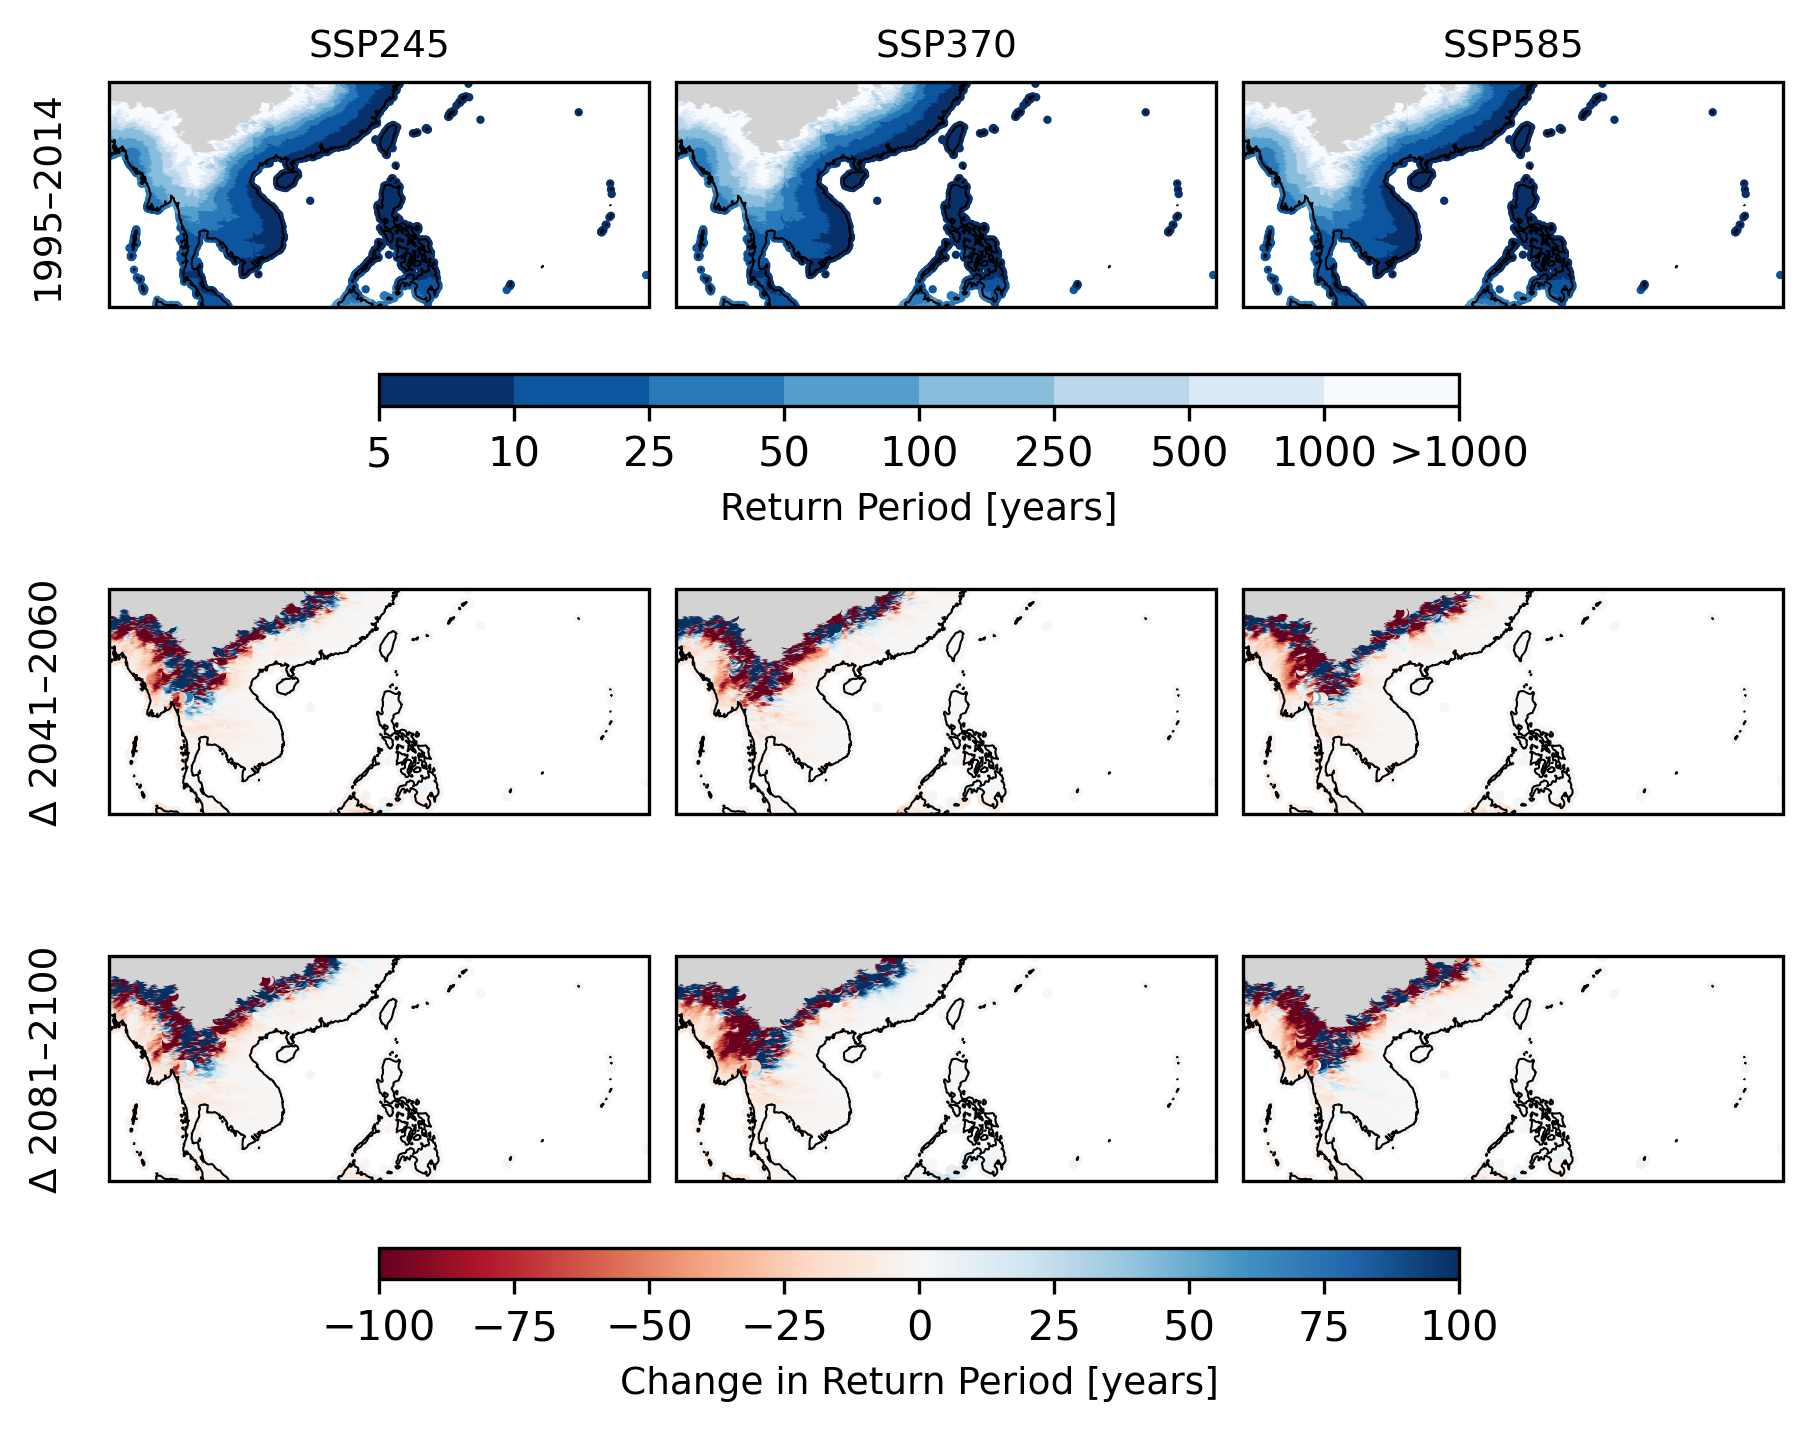 SSP245 SSP370 SSP585
1995–2014
5 10 25 50 100 250 500 1000 >1000
Return Period [years]
Δ 2041–2060
Δ 2081–2100
−100 −75 −50 −25 0 25 50 75 100
Change in Return Period [years]